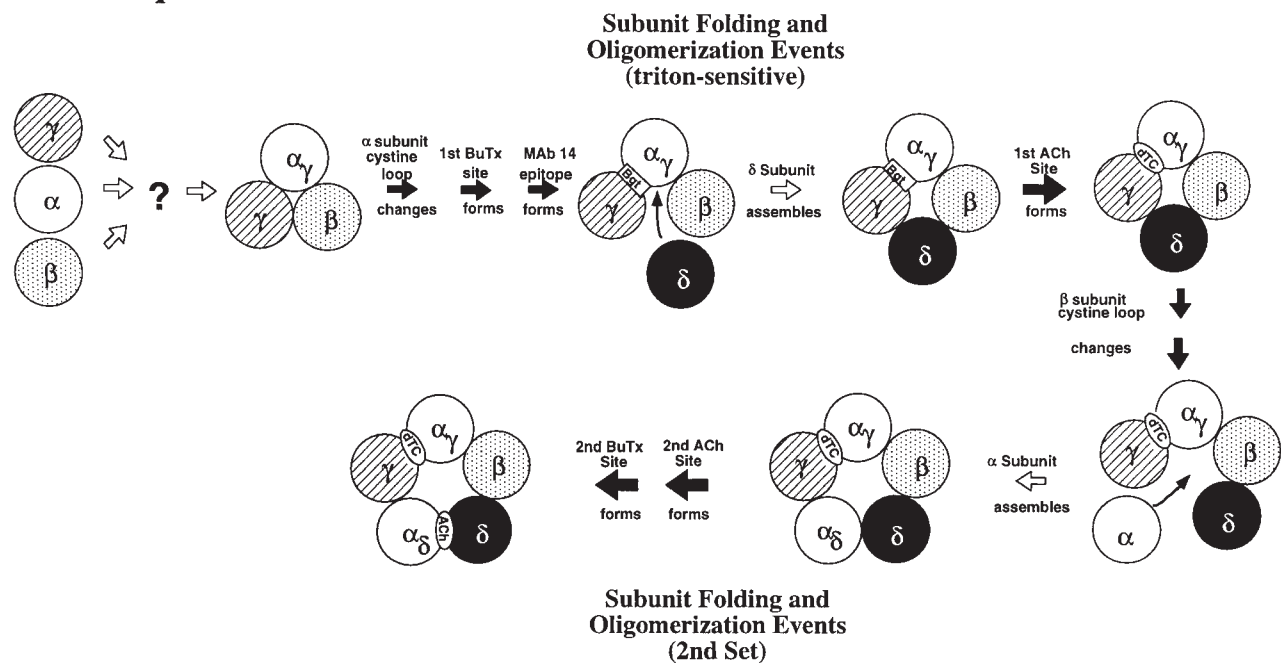 Subunit Folding and
Oligomerization Events
(triton-sensitive)
γ
α
β
?
αγ
γ
β
α subunit
cystine
loop
changes
1st BuTx
site
forms
MAb 14
epitope
forms
αγ
Bgt
γ
β
δ
δ Subunit
assembles
αγ
Bgt
γ
β
δ
1st ACh
Site
forms
αγ
dTC
γ
β
δ
β subunit
cystine loop
changes
αγ
dTC
γ
β
α
δ
α Subunit
assembles
αγ
dTC
γ
β
αδ
δ
2nd ACh
Site
forms
2nd BuTx
Site
forms
αγ
dTC
γ
β
αδ
ACh
δ
Subunit Folding and
Oligomerization Events
(2nd Set)